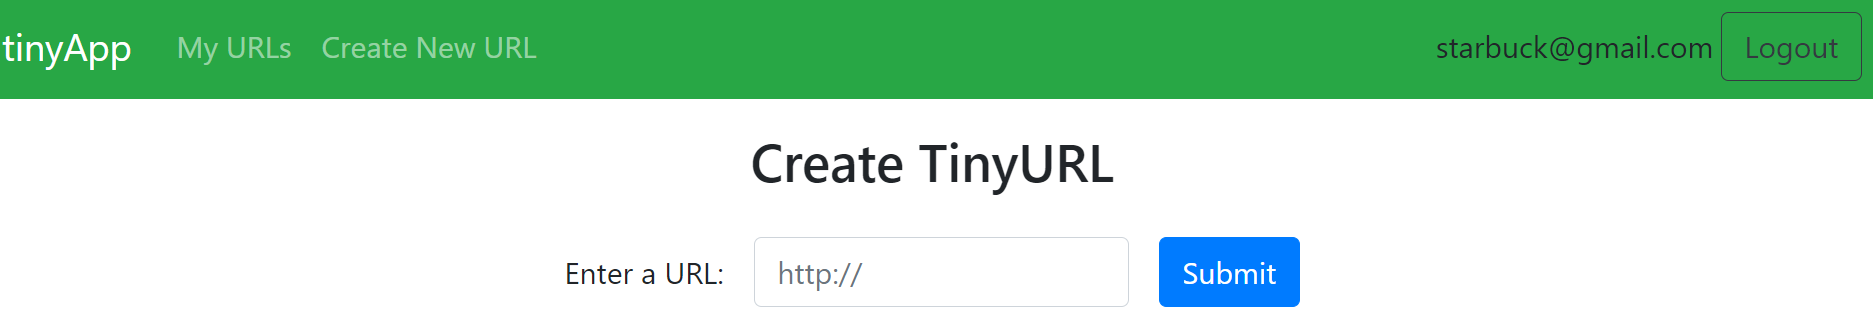 tinyApp My URLs Create New URL starbuck@gmail.com Logout
Create TinyURL
Enter a URL: http:// Submit